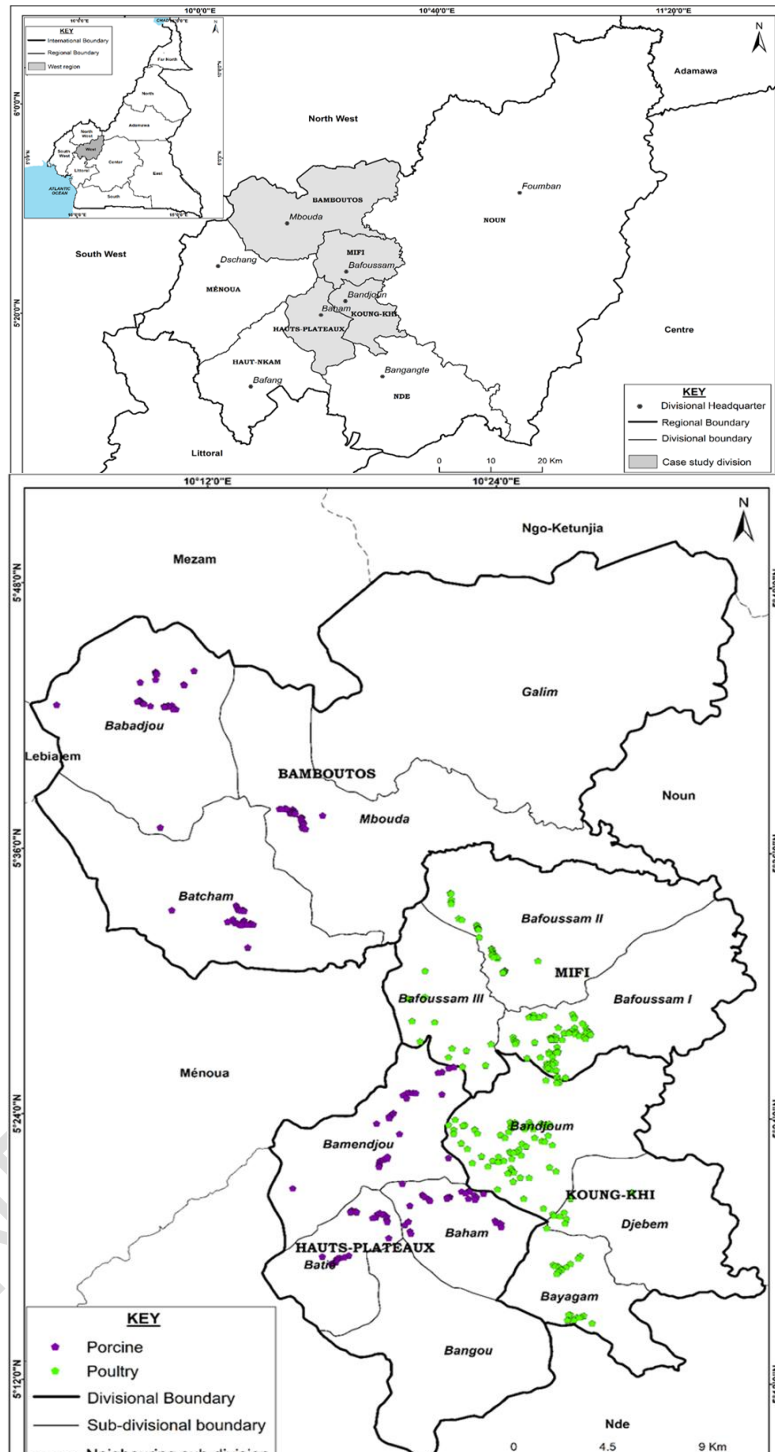 10°0'0"E
10°40'0"E
11°20'0"E
KEY
International Boundary
Regional Boundary
West region
CHAD
N
Far North
North
Adamawa
North West
West
South West
Littoral
Center
East
South
ATLANTIC OCEAN
6°0'0"N
5°20'0"N
N
Adamawa
North West
BAMBOUTOS
Mbouda
Foumban
NOUN
South West
Dschang
MÉNOUA
MIFI
Bafoussam
Bandjoun
KOUNG-KHI
Baham
HAUTS-PLATEAUX
Centre
HAUT-NKAM
Bafang
Bangangte
NDE
Littoral
KEY
Divisional Headquarter
Regional Boundary
Divisional boundary
Case study division
0 10 20 Km
10°12'0"E
10°24'0"E
N
Ngo-Ketunjia
Mezam
5°48'0"N
Galim
Babadjou
Lebialem
BAMBOUTOS
Noun
Mbouda
5°36'0"N
Batcham
Bafoussam II
MIFI
Bafoussam III
Bafoussam I
Ménoua
5°24'0"N
Bandjoum
Bamendjou
KOUNG-KHI
Djebem
Baham
HAUTS-PLATEAUX
Batie
Bayagam
Bangou
5°12'0"N
KEY
Porcine
Poultry
Divisional Boundary
Sub-divisional boundary
Nde
0 4.5 9 Km